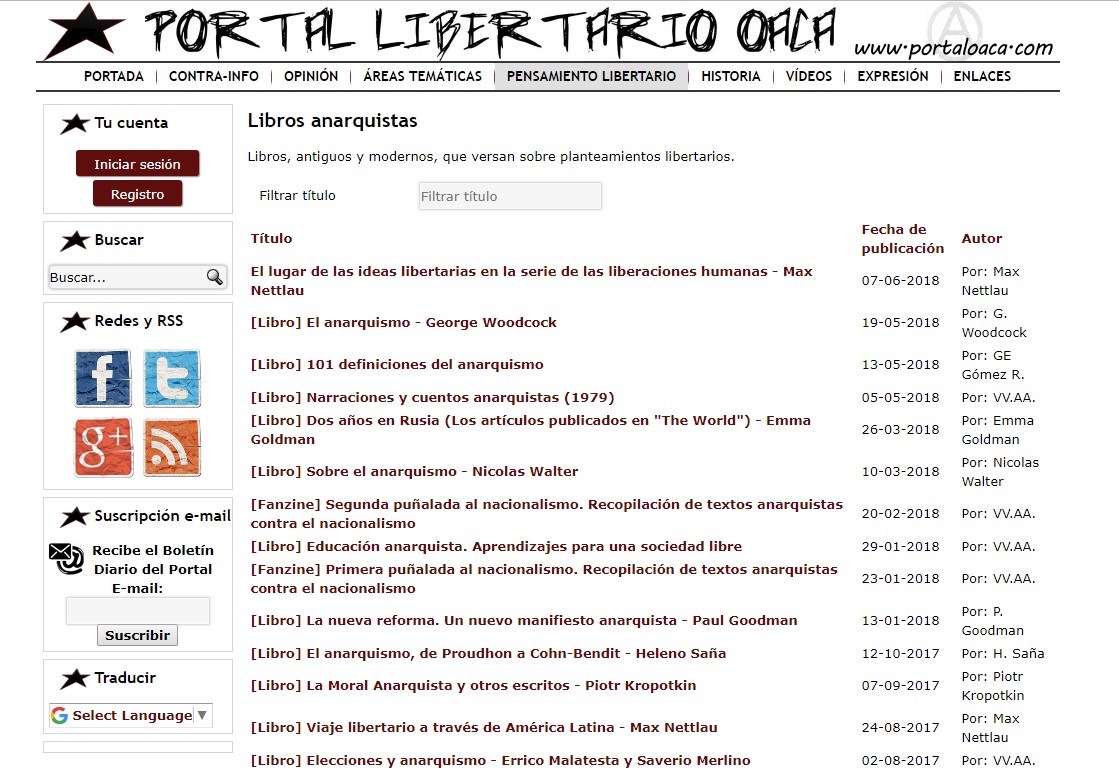 PORTAL LIBERTARIO OACA
www.portaloaca.com
PORTADA CONTRA-INFO OPINIÓN ÁREAS TEMÁTICAS PENSAMIENTO LIBERTARIO HISTORIA VÍDEOS EXPRESIÓN ENLACES
Tu cuenta
Iniciar sesión
Registro
Buscar
Buscar...
Redes y RSS
f t
g+
Suscripción e-mail
Recibe el Boletín
Diario del Portal
E-mail:
Suscribir
Traducir
G Select Language ▼
Libros anarquistas
Libros, antiguos y modernos, que versan sobre planteamientos libertarios.
Filtrar título Filtrar título
Título Fecha de publicación Autor
El lugar de las ideas libertarias en la serie de las liberaciones humanas - Max
Nettlau
07-06-2018
Por: Max
Nettlau
[Libro] El anarquismo - George Woodcock
19-05-2018
Por: G.
Woodcock
[Libro] 101 definiciones del anarquismo
13-05-2018
Por: GE
Gómez R.
[Libro] Narraciones y cuentos anarquistas (1979) 05-05-2018 Por: VV.AA.
[Libro] Dos años en Rusia (Los artículos publicados en "The World") - Emma
Goldman
26-03-2018
Por: Emma
Goldman
[Libro] Sobre el anarquismo - Nicolas Walter
10-03-2018
Por: Nicolas
Walter
[Fanzine] Segunda puñalada al nacionalismo. Recopilación de textos anarquistas
contra el nacionalismo
20-02-2018 Por: VV.AA.
[Libro] Educación anarquista. Aprendizajes para una sociedad libre 29-01-2018 Por: VV.AA.
[Fanzine] Primera puñalada al nacionalismo. Recopilación de textos anarquistas
contra el nacionalismo
23-01-2018 Por: VV.AA.
[Libro] La nueva reforma. Un nuevo manifiesto anarquista - Paul Goodman
13-01-2018
Por: P.
Goodman
[Libro] El anarquismo, de Proudhon a Cohn-Bendit - Heleno Saña 12-10-2017 Por: H. Saña
[Libro] La Moral Anarquista y otros escritos - Piotr Kropotkin
07-09-2017
Por: Piotr
Kropotkin
[Libro] Viaje libertario a través de América Latina - Max Nettlau
24-08-2017
Por: Max
Nettlau
[Libro] Elecciones y anarquismo - Errico Malatesta y Saverio Merlino 02-08-2017 Por: VV.AA.